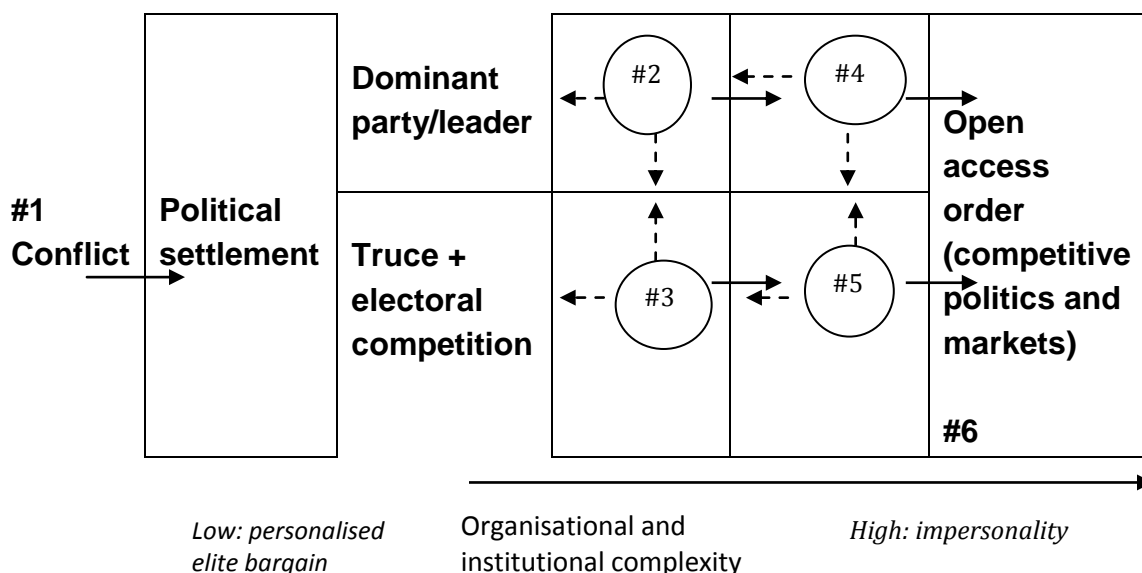 #1
Conflict
Political
settlement
Dominant
party/leader
Truce +
electoral
competition
#2
#4
#3
#5
Open
access
order
(competitive
politics and
markets)
#6
Low: personalised
elite bargain
Organisational and
institutional complexity
High: impersonality